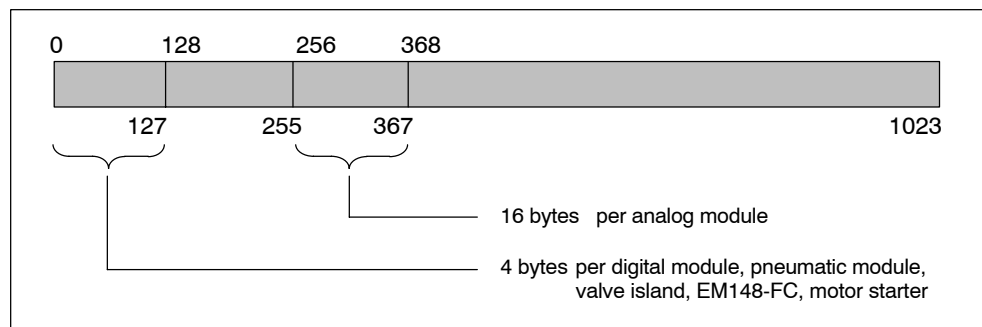 0 128 256 368
127 255 367 1023
16 bytes per analog module
4 bytes per digital module, pneumatic module,
valve island, EM148-FC, motor starter